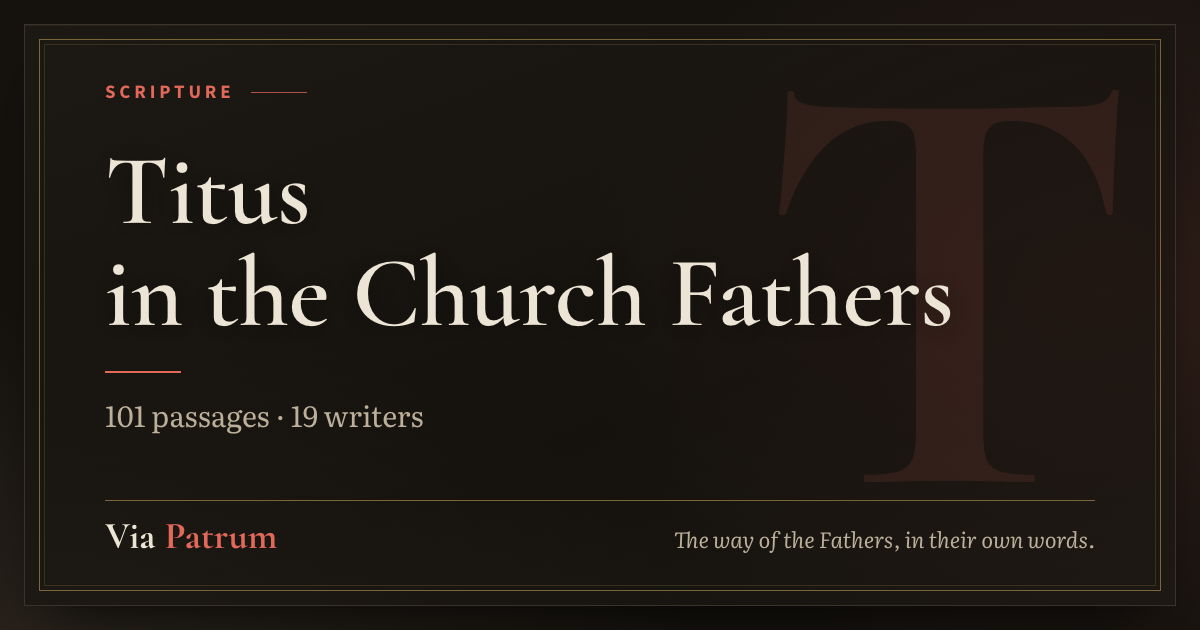 SCRIPTURE
Titus
in the Church Fathers
101 passages · 19 writers
Via Patrum
The way of the Fathers, in their own words.
T